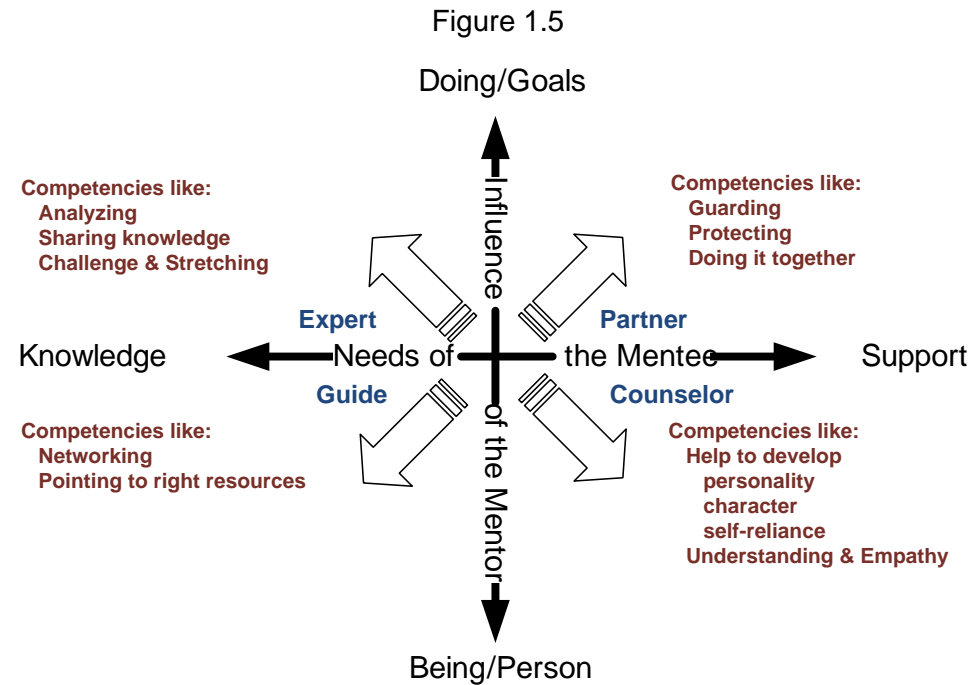 Figure 1.5
Doing/Goals
Influence
of the Mentor
Competencies like:
Analyzing
Sharing knowledge
Challenge & Stretching
Competencies like:
Guarding
Protecting
Doing it together
Expert
Partner
Knowledge
Needs of
the Mentee
Support
Guide
Counselor
Competencies like:
Networking
Pointing to right resources
Competencies like:
Help to develop
personality
character
self-reliance
Understanding & Empathy
Being/Person